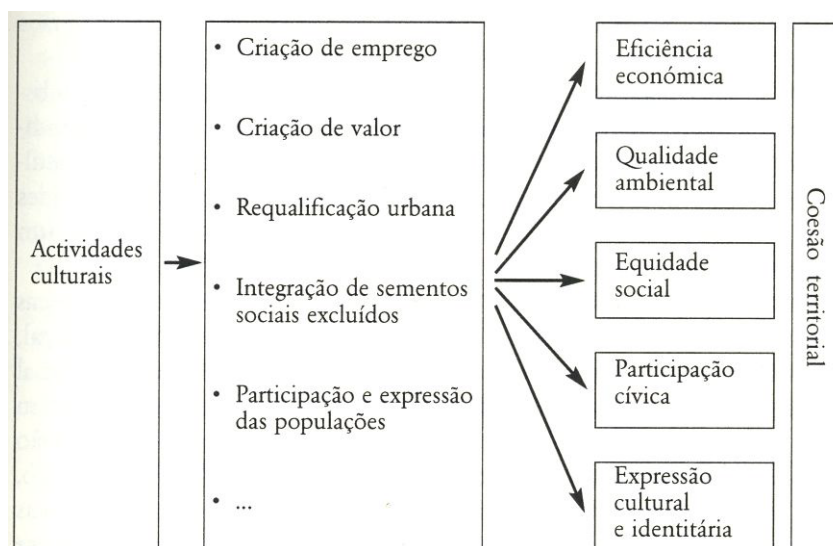 Actividades
culturais
• Criação de emprego
• Criação de valor
• Requalificação urbana
• Integração de sementos
sociais excluídos
• Participação e expressão
das populações
• ...
Eficiência
económica
Qualidade
ambiental
Equidade
social
Participação
cívica
Expressão
cultural
e identitária
Coesão territorial